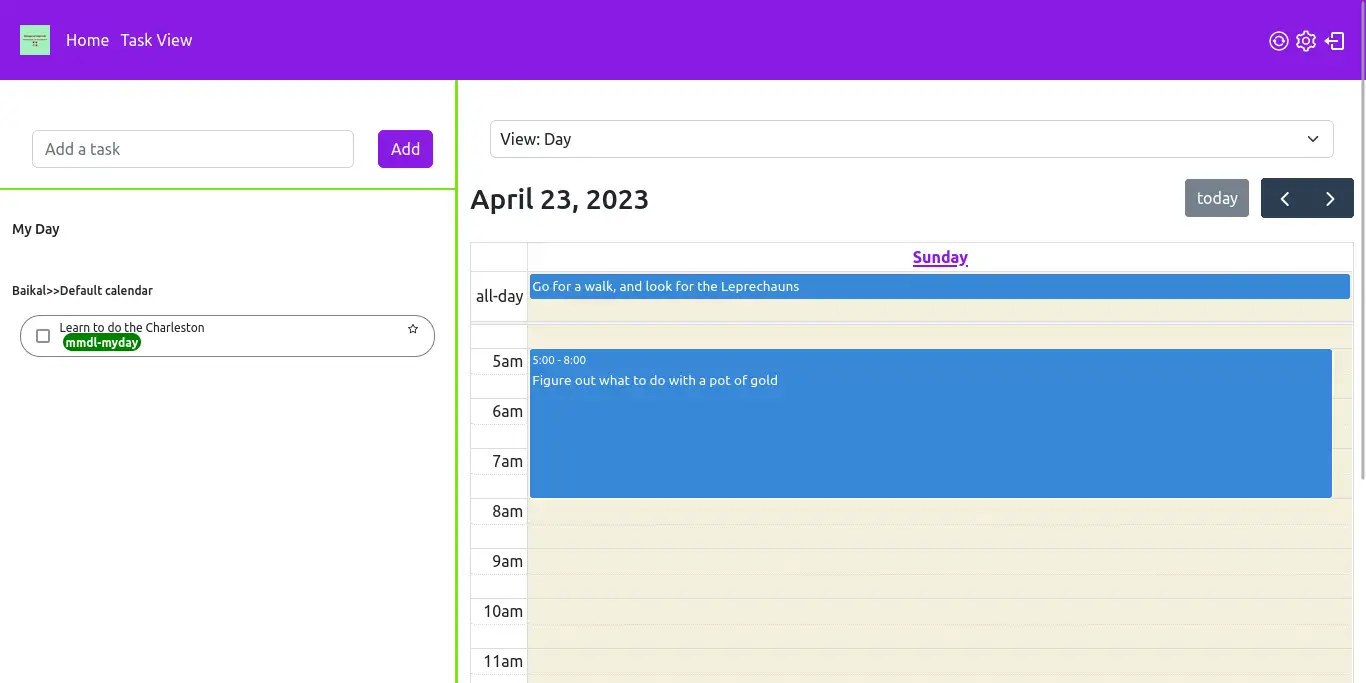 Home Task View
Add a task
Add
My Day
Baikal>>Default calendar
Learn to do the Charleston
mmdl-myday
View: Day
April 23, 2023
today
Sunday
all-day
Go for a walk, and look for the Leprechauns
5am
5:00 - 8:00
Figure out what to do with a pot of gold
6am
7am
8am
9am
10am
11am